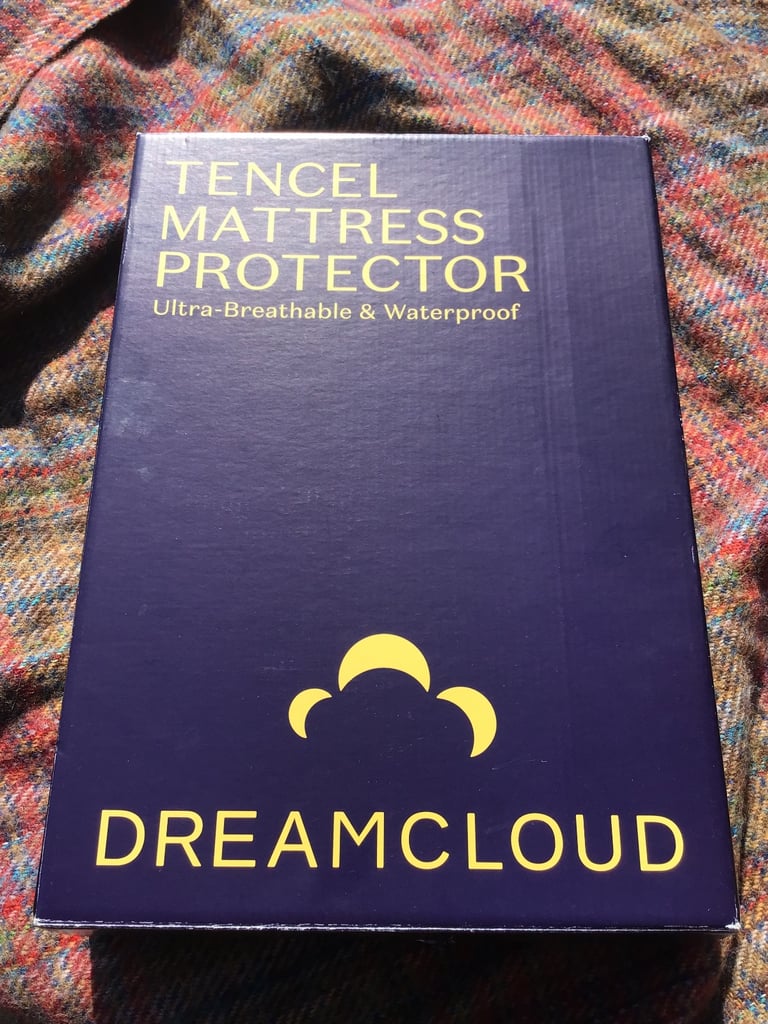 TENCEL
MATTRESS
PROTECTOR
Ultra-Breathable & Waterproof
DREAMCLOUD